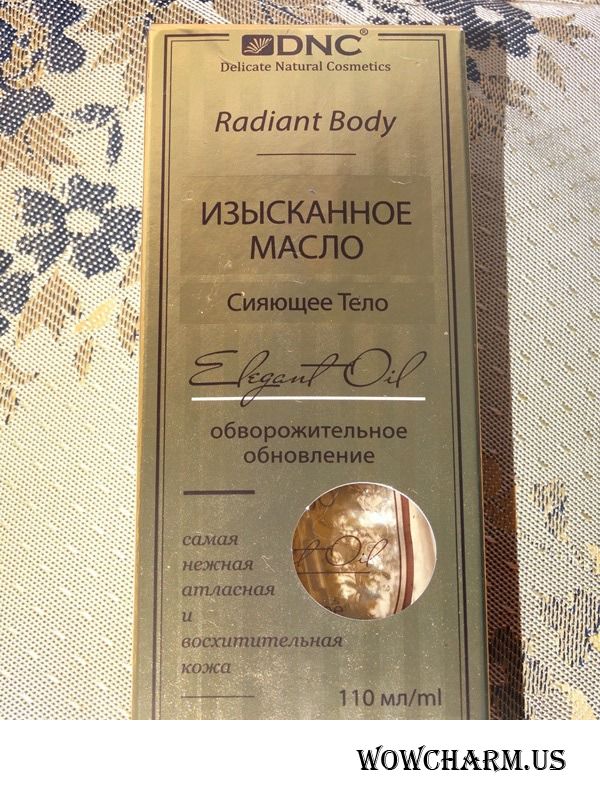 DNC®
Delicate Natural Cosmetics
Radiant Body
ИЗЫСКАННОЕ
МАСЛО
Сияющее Тело
Elegant Oil
обворожительное
обновление
самая
нежная
атласная
и
восхитительная
кожа
t Oil
110 мл/ml
WOWCHARM.US